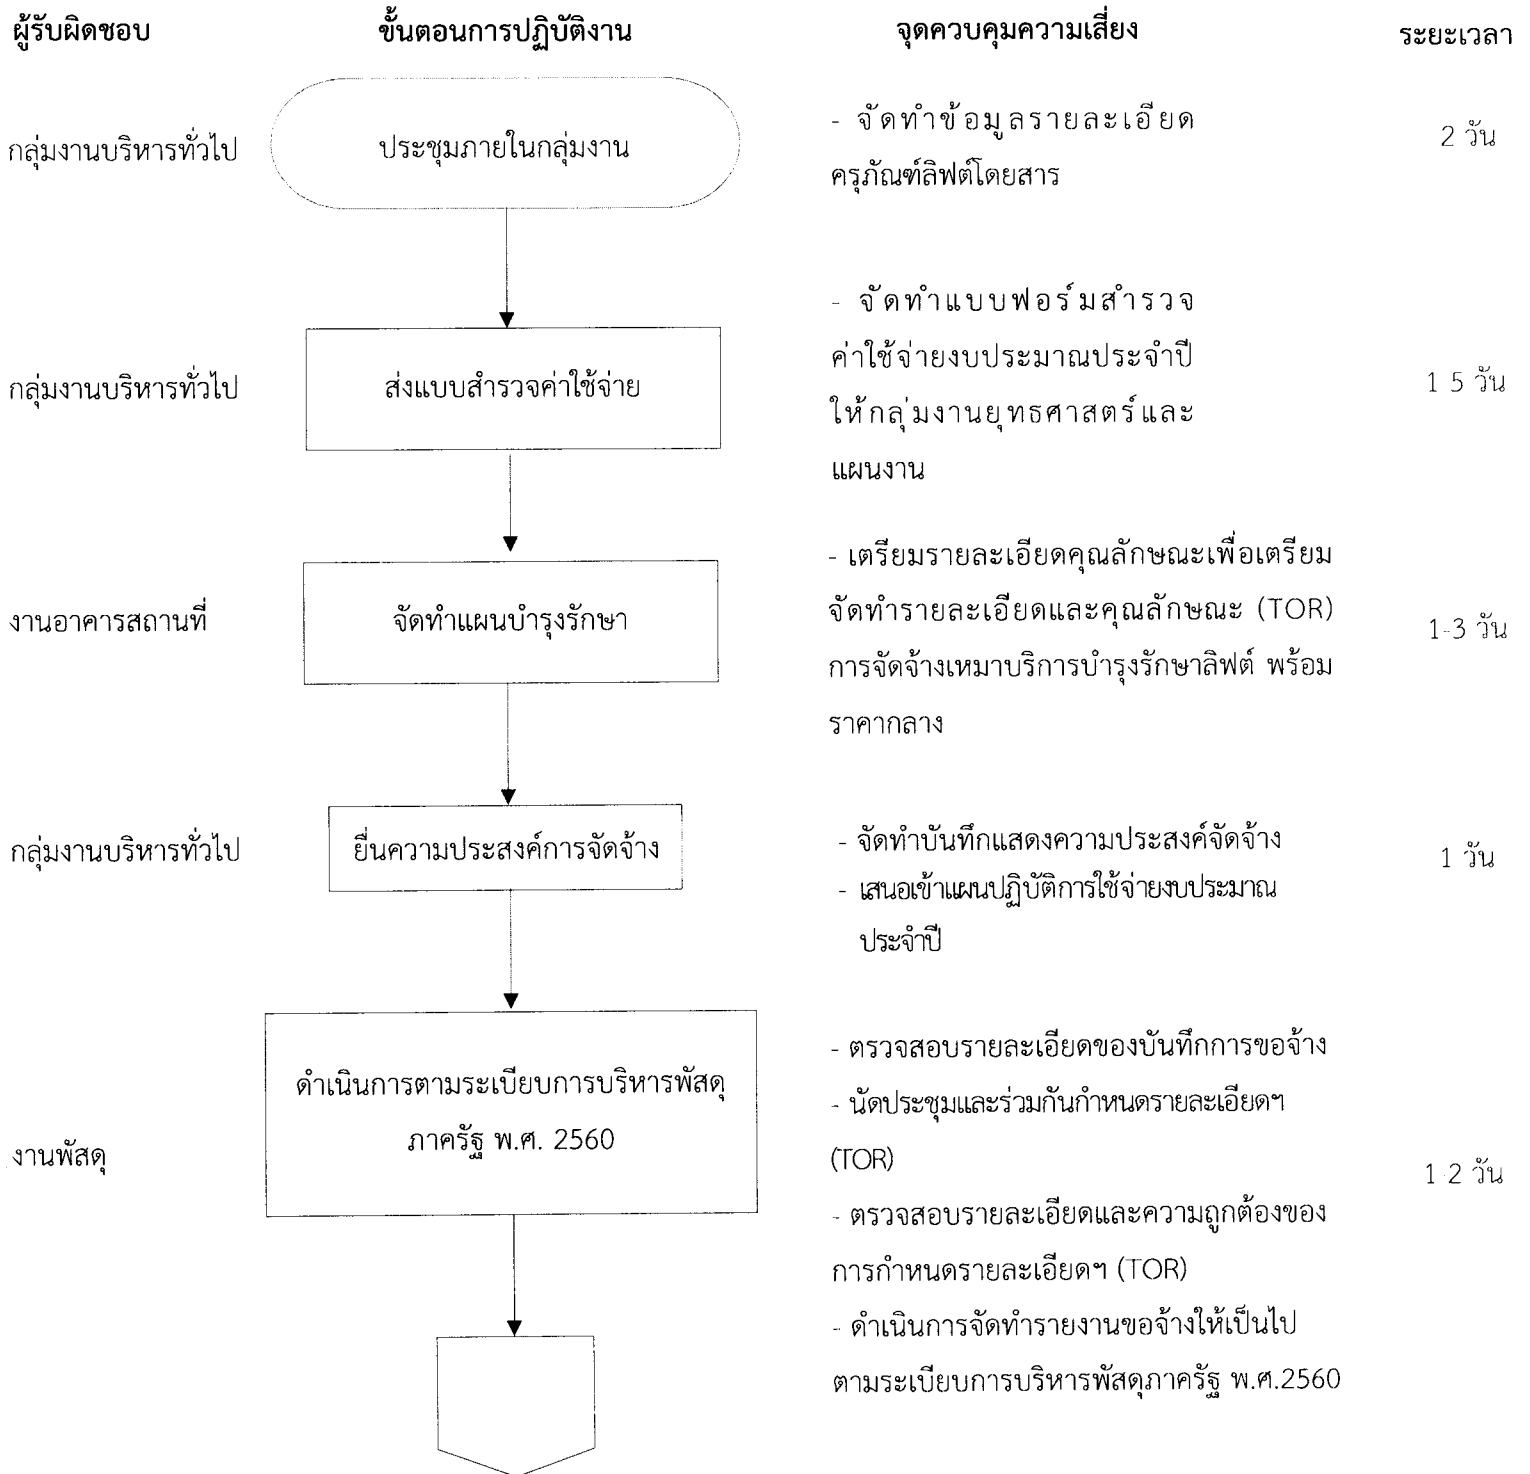 ผู้รับผิดชอบ ขั้นตอนการปฏิบัติงาน จุดควบคุมความเสี่ยง ระยะเวลา
กลุ่มงานบริหารทั่วไป
ประชุมภายในกลุ่มงาน
- จัดทำข้อมูลรายละเอียด
ครุภัณฑ์ลิฟต์โดยสาร
2 วัน
กลุ่มงานบริหารทั่วไป
ส่งแบบสำรวจค่าใช้จ่าย
- จัดทำแบบฟอร์มสำรวจ
ค่าใช้จ่ายงบประมาณประจำปี
ให้กลุ่มงานยุทธศาสตร์และ
แผนงาน
1 5 วัน
งานอาคารสถานที่
จัดทำแผนบำรุงรักษา
- เตรียมรายละเอียดคุณลักษณะเพื่อเตรียม
จัดทำรายละเอียดและคุณลักษณะ (TOR)
การจัดจ้างเหมาบริการบำรุงรักษาลิฟต์ พร้อม
ราคากลาง
1-3 วัน
กลุ่มงานบริหารทั่วไป
ยื่นความประสงค์การจัดจ้าง
- จัดทำบันทึกแสดงความประสงค์จัดจ้าง
- เสนอเข้าแผนปฏิบัติการใช้จ่ายงบประมาณ
ประจำปี
1 วัน
งานพัสดุ
ดำเนินการตามระเบียบการบริหารพัสดุ
ภาครัฐ พ.ศ. 2560
- ตรวจสอบรายละเอียดของบันทึกการขอจ้าง
- นัดประชุมและร่วมกันกำหนดรายละเอียดฯ
(TOR)
- ตรวจสอบรายละเอียดและความถูกต้องของ
การกำหนดรายละเอียดฯ (TOR)
- ดำเนินการจัดทำรายงานขอจ้างให้เป็นไป
ตามระเบียบการบริหารพัสดุภาครัฐ พ.ศ.2560
1-2 วัน